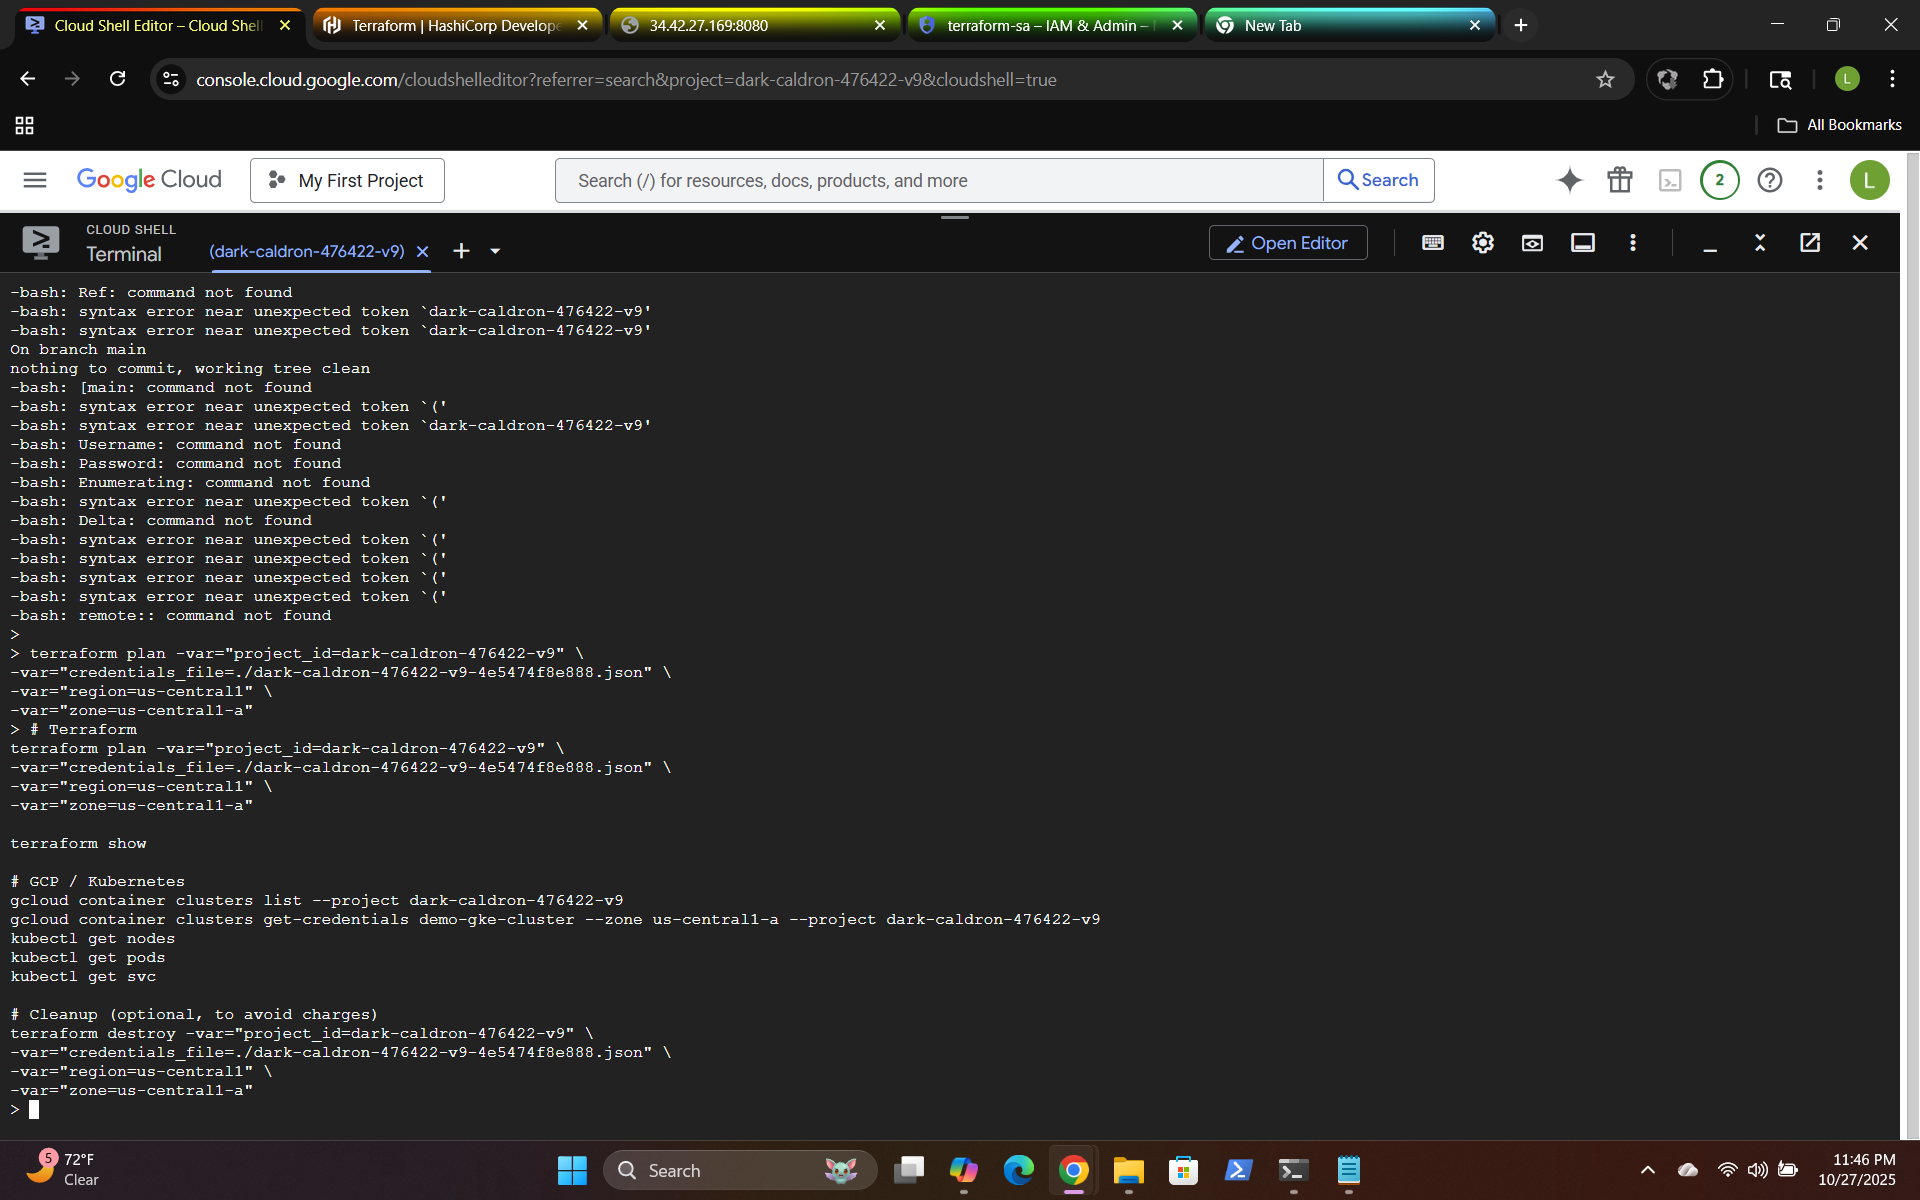 Cloud Shell Editor – Cloud Shell
Terraform | HashiCorp Develope
34.42.27.169:8080
terraform-sa – IAM & Admin –
New Tab
console.cloud.google.com/cloudshelleditor?referrer=search&project=dark-caldron-476422-v9&cloudshell=true
L
All Bookmarks
Google Cloud
My First Project
Search (/) for resources, docs, products, and more
Search
2
L
CLOUD SHELL
Terminal
(dark-caldron-476422-v9)
Open Editor
-bash: Ref: command not found
-bash: syntax error near unexpected token `dark-caldron-476422-v9'
-bash: syntax error near unexpected token `dark-caldron-476422-v9'
On branch main
nothing to commit, working tree clean
-bash: [main: command not found
-bash: syntax error near unexpected token `('
-bash: syntax error near unexpected token `dark-caldron-476422-v9'
-bash: Username: command not found
-bash: Password: command not found
-bash: Enumerating: command not found
-bash: syntax error near unexpected token `('
-bash: Delta: command not found
-bash: syntax error near unexpected token `('
-bash: syntax error near unexpected token `('
-bash: syntax error near unexpected token `('
-bash: syntax error near unexpected token `('
-bash: remote:: command not found
>
> terraform plan -var="project_id=dark-caldron-476422-v9" \
-var="credentials_file=./dark-caldron-476422-v9-4e5474f8e888.json" \
-var="region=us-central1" \
-var="zone=us-central1-a"
> # Terraform
terraform plan -var="project_id=dark-caldron-476422-v9" \
-var="credentials_file=./dark-caldron-476422-v9-4e5474f8e888.json" \
-var="region=us-central1" \
-var="zone=us-central1-a"
terraform show
# GCP / Kubernetes
gcloud container clusters list --project dark-caldron-476422-v9
gcloud container clusters get-credentials demo-gke-cluster --zone us-central1-a --project dark-caldron-476422-v9
kubectl get nodes
kubectl get pods
kubectl get svc
# Cleanup (optional, to avoid charges)
terraform destroy -var="project_id=dark-caldron-476422-v9" \
-var="credentials_file=./dark-caldron-476422-v9-4e5474f8e888.json" \
-var="region=us-central1" \
-var="zone=us-central1-a"
>
5
72°F
Clear
Search
11:46 PM
10/27/2025